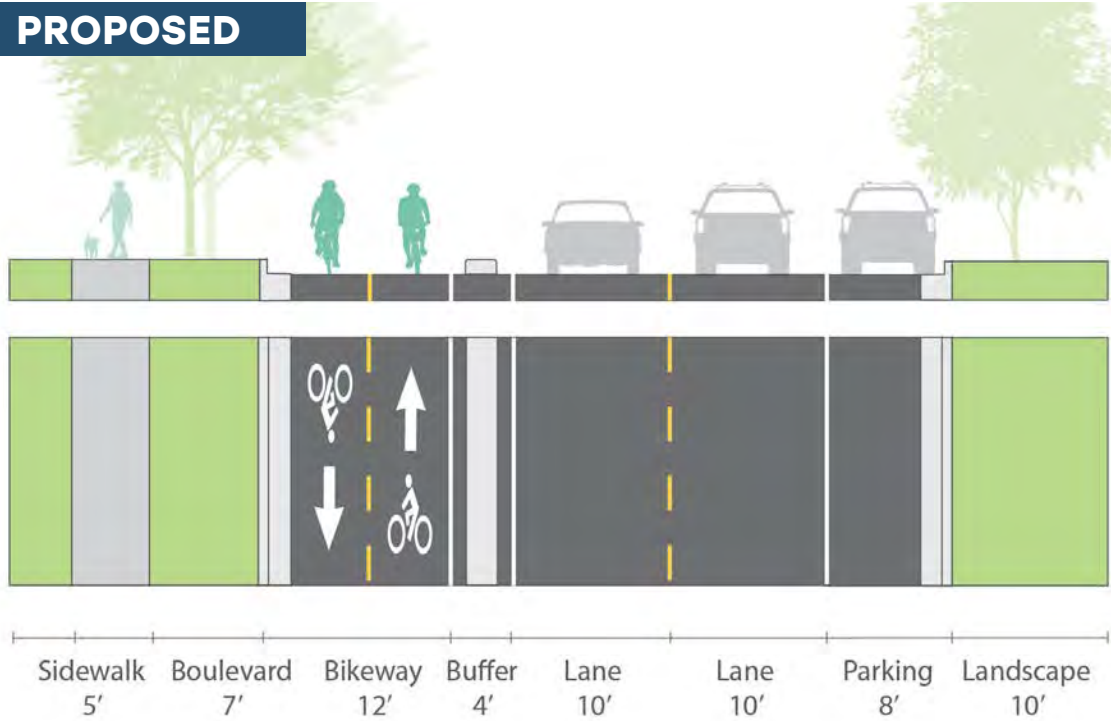 PROPOSED
Sidewalk Boulevard Bikeway Buffer Lane Lane Parking Landscape
5′ 7′ 12′ 4′ 10′ 10′ 8′ 10′